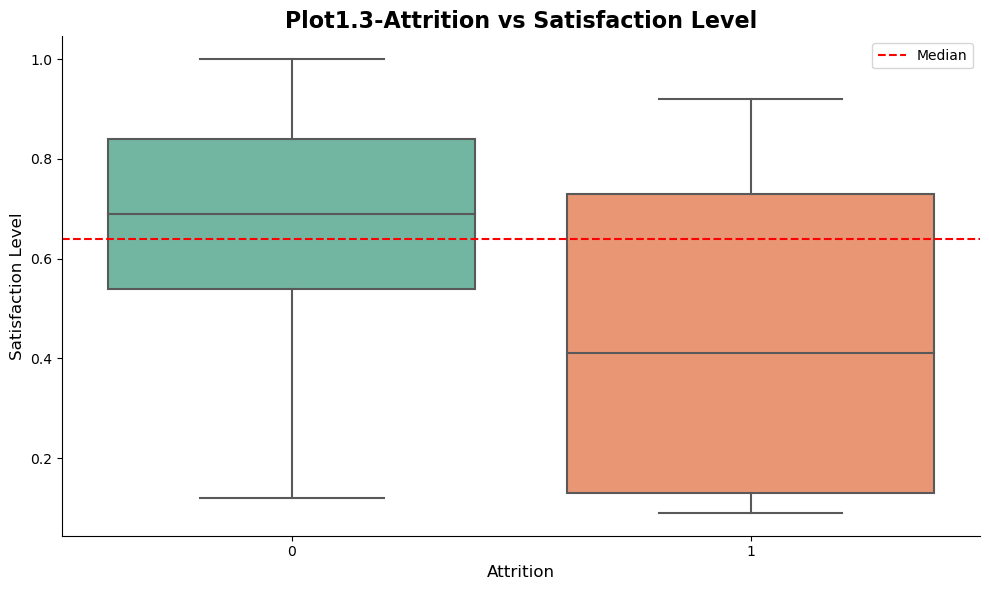 Plot1.3-Attrition vs Satisfaction Level
Median
1.0
0.8
0.6
0.4
0.2
Satisfaction Level
0
1
Attrition